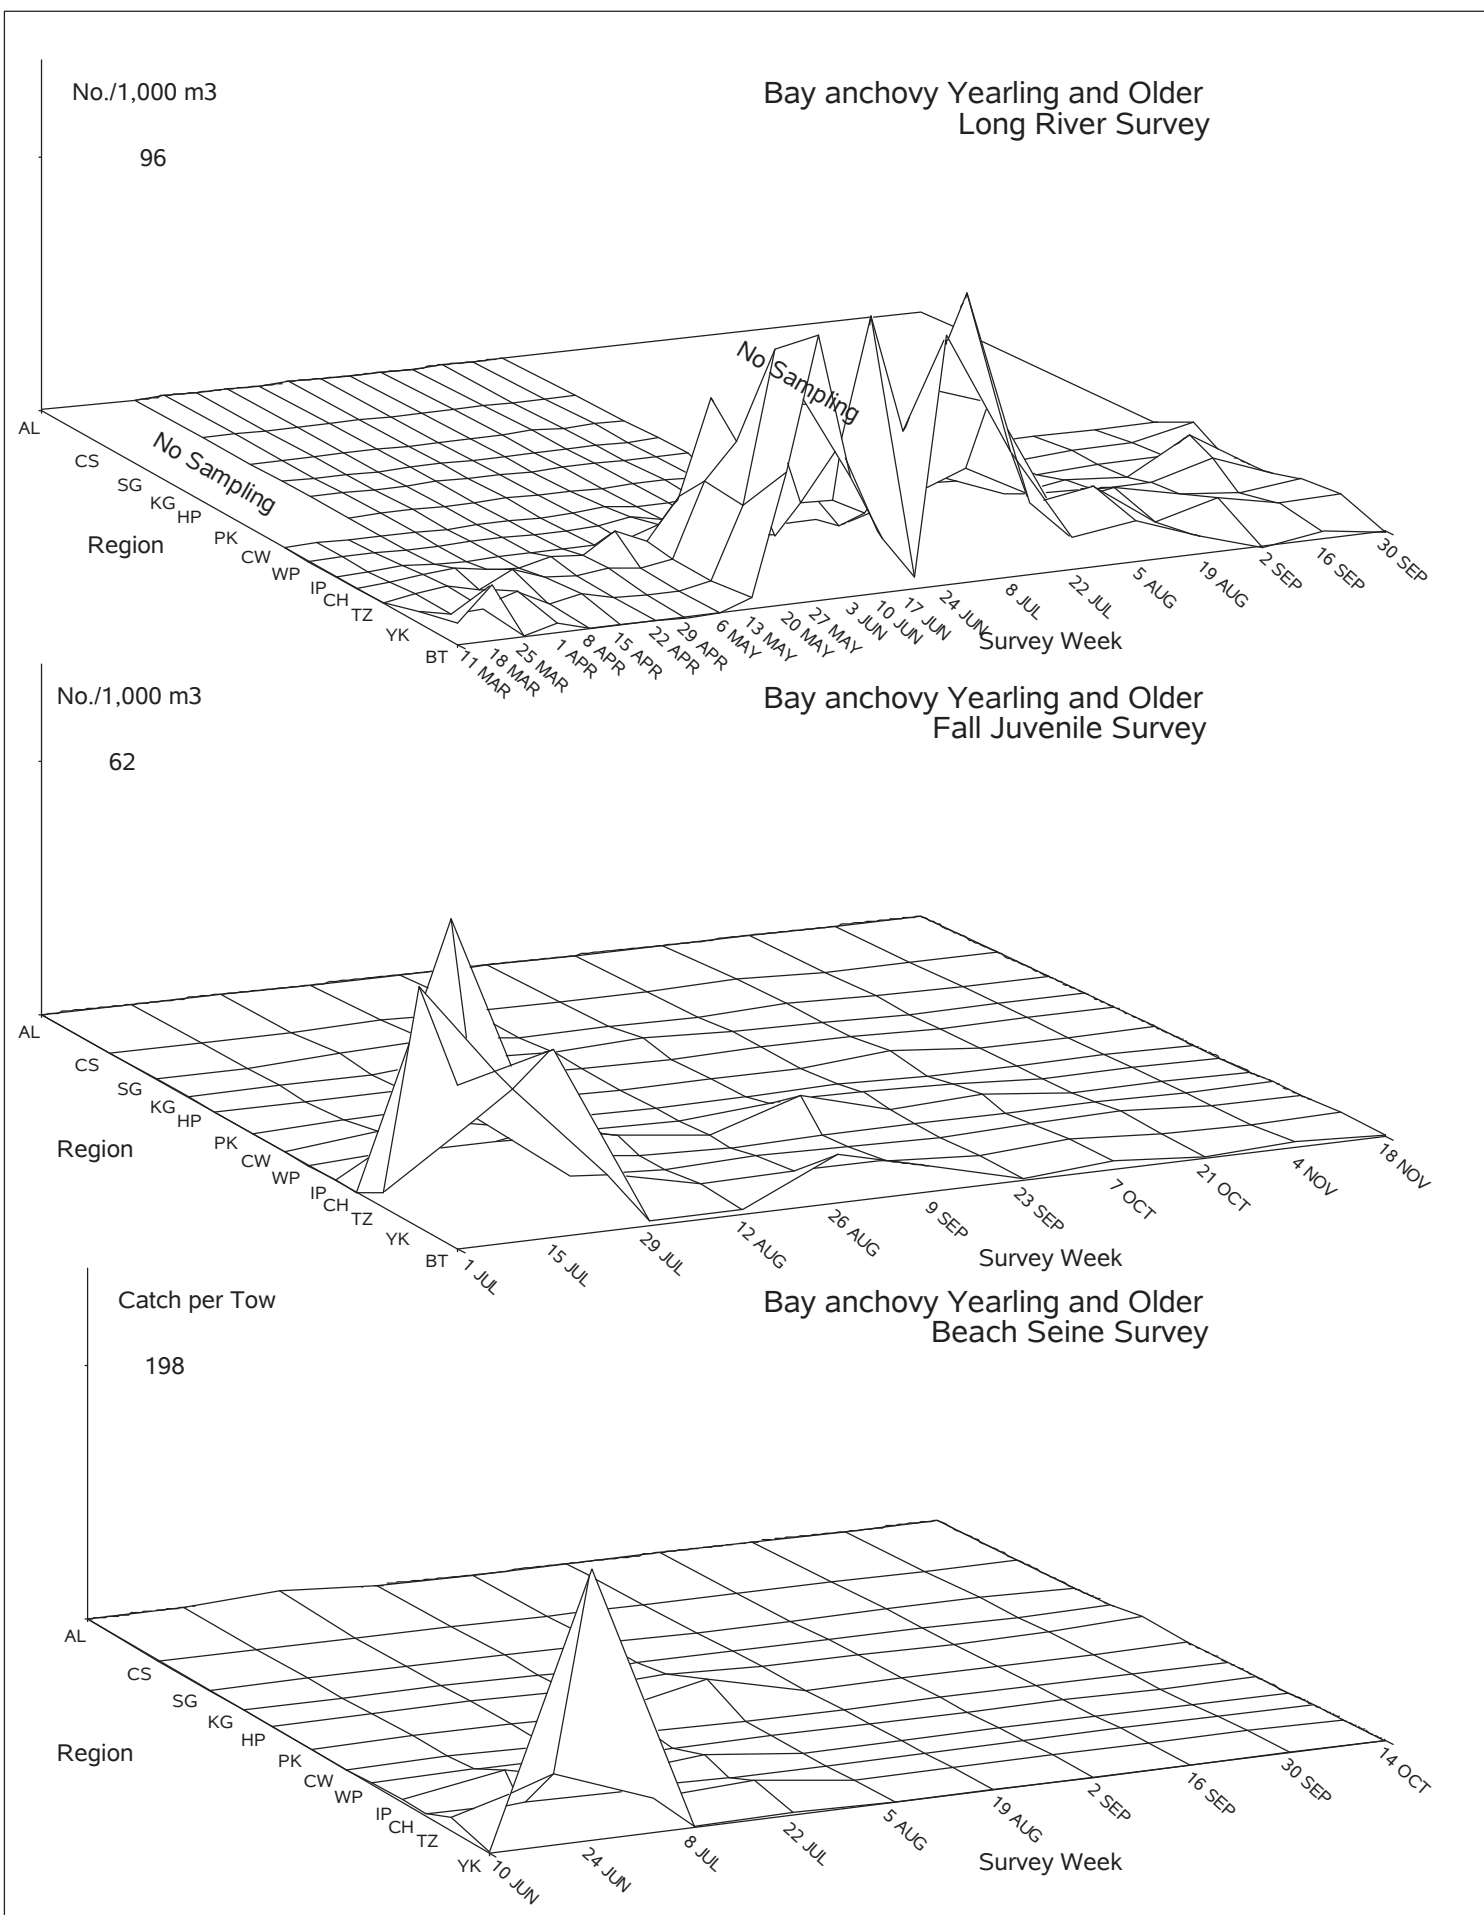 No./1,000 m3
Bay anchovy Yearling and Older
Long River Survey
96
No Sampling
No Sampling
AL
CS
SG
KG
HP
PK
CW
WP
IP
CH
TZ
YK
BT
Region
11 MAR
18 MAR
25 MAR
1 APR
8 APR
15 APR
22 APR
29 APR
6 MAY
13 MAY
20 MAY
27 MAY
3 JUN
10 JUN
17 JUN
24 JUN
8 JUL
22 JUL
5 AUG
19 AUG
2 SEP
16 SEP
30 SEP
Survey Week
No./1,000 m3
Bay anchovy Yearling and Older
Fall Juvenile Survey
62
AL
CS
SG
KG
HP
PK
CW
WP
IP
CH
TZ
YK
BT
Region
1 JUL
15 JUL
29 JUL
12 AUG
26 AUG
9 SEP
23 SEP
7 OCT
21 OCT
4 NOV
18 NOV
Survey Week
Catch per Tow
Bay anchovy Yearling and Older
Beach Seine Survey
198
AL
CS
SG
KG
HP
PK
CW
WP
IP
CH
TZ
YK
Region
10 JUN
24 JUN
8 JUL
22 JUL
5 AUG
19 AUG
2 SEP
16 SEP
30 SEP
14 OCT
Survey Week